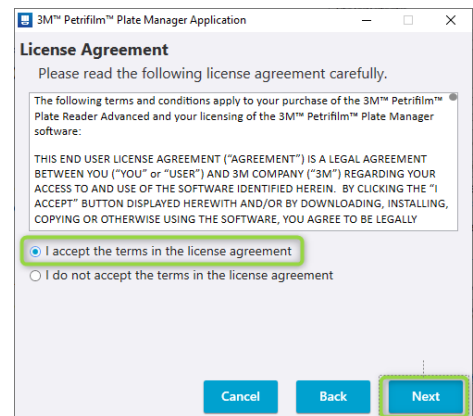 3M™ Petrifilm™ Plate Manager Application
License Agreement
Please read the following license agreement carefully.
The following terms and conditions apply to your purchase of the 3M™ Petrifilm™
Plate Reader Advanced and your licensing of the 3M™ Petrifilm™ Plate Manager
software:
THIS END USER LICENSE AGREEMENT (“AGREEMENT”) IS A LEGAL AGREEMENT
BETWEEN YOU (“YOU” or “USER”) AND 3M COMPANY (“3M”) REGARDING YOUR
ACCESS TO AND USE OF THE SOFTWARE IDENTIFIED HEREIN.  BY CLICKING THE “I
ACCEPT” BUTTON DISPLAYED HEREWITH AND/OR BY DOWNLOADING, INSTALLING,
COPYING OR OTHERWISE USING THE SOFTWARE, YOU AGREE TO BE LEGALLY
I accept the terms in the license agreement
I do not accept the terms in the license agreement
Cancel Back Next